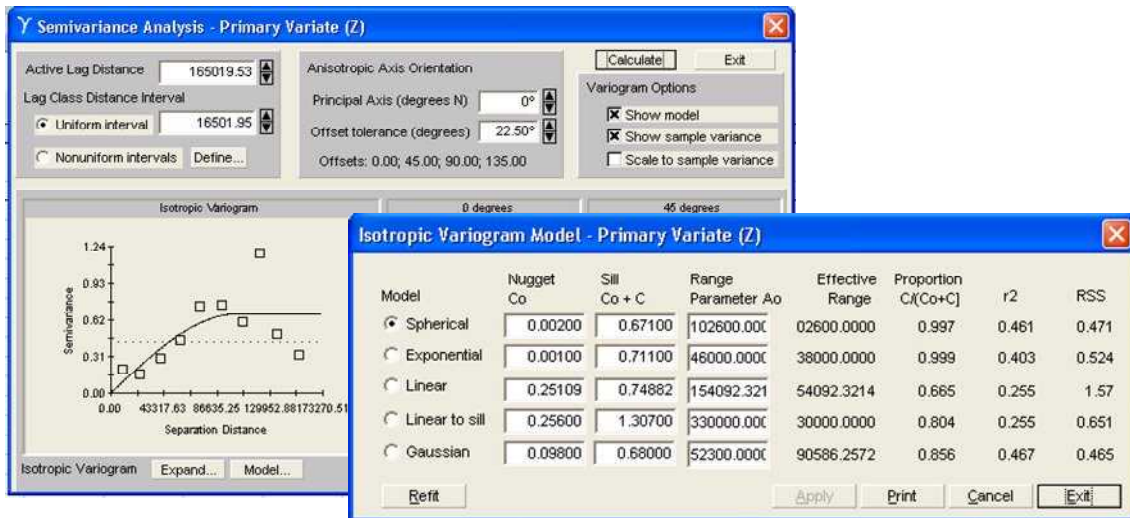 Semivariance Analysis - Primary Variate (Z)
Active Lag Distance 165019.53
Lag Class Distance Interval
Uniform interval 16501.95
Nonuniform intervals Define...
Anisotropic Axis Orientation
Principal Axis (degrees N) 0°
Offset tolerance (degrees) 22.50°
Offsets: 0.00; 45.00; 90.00; 135.00
Calculate Exit
Variogram Options
Show model
Show sample variance
Scale to sample variance
Isotropic Variogram 0 degrees 45 degrees
1.24
0.93
0.62
0.31
0.00
Semivariance
0.00 43317.63 86635.25 129952.88173270.51
Separation Distance
Isotropic Variogram Expand... Model...
Isotropic Variogram Model - Primary Variate (Z)
Model Nugget Co Sill Co + C Range Parameter Ao Effective Range Proportion C/(Co+C] r2 RSS
Spherical 0.00200 0.67100 102600.000 02600.0000 0.997 0.461 0.471
Exponential 0.00100 0.71100 46000.0000 38000.0000 0.999 0.403 0.524
Linear 0.25109 0.74882 154092.321 54092.3214 0.665 0.255 1.57
Linear to sill 0.25600 1.30700 330000.000 30000.0000 0.804 0.255 0.651
Gaussian 0.09800 0.68000 52300.0000 90586.2572 0.856 0.467 0.465
Refit Apply Print Cancel Exit